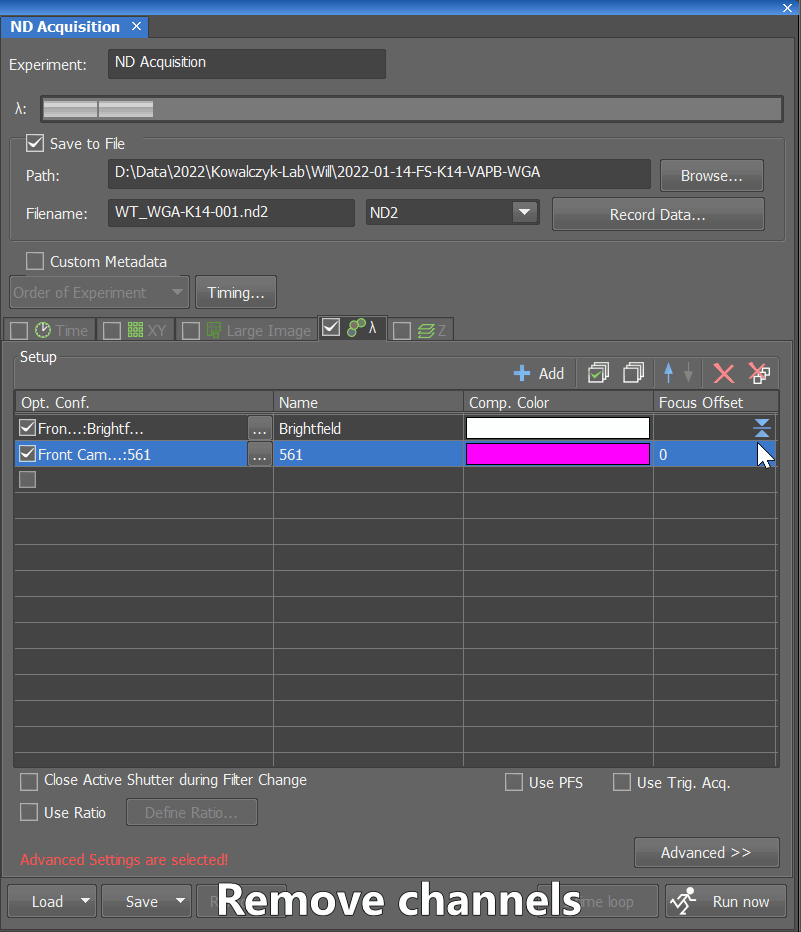 ND Acquisition ×
Experiment: ND Acquisition
λ:
Save to File
Path: D:\Data\2022\Kowalczyk-Lab\Will\2022-01-14-FS-K14-VAPB-WGA Browse...
Filename: WT_WGA-K14-001.nd2 ND2 Record Data...
Custom Metadata
Order of Experiment Timing...
Time XY Large Image λ Z
Setup
Add
Opt. Conf. Name Comp. Color Focus Offset
Fron...:Brightf... ... Brightfield
Front Cam...:561 ... 561 0
Close Active Shutter during Filter Change Use PFS Use Trig. Acq.
Use Ratio Define Ratio...
Advanced Settings are selected!
Advanced >>
Load Save Remove channels loop Run now